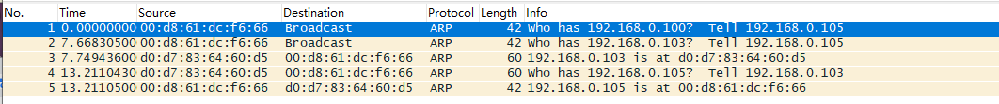 No. Time Source Destination Protocol Length Info
1 0.00000000 00:d8:61:dc:f6:66 Broadcast ARP 42 Who has 192.168.0.100? Tell 192.168.0.105
2 7.66830500 00:d8:61:dc:f6:66 Broadcast ARP 42 Who has 192.168.0.103? Tell 192.168.0.105
3 7.74943600 d0:d7:83:64:60:d5 00:d8:61:dc:f6:66 ARP 60 192.168.0.103 is at d0:d7:83:64:60:d5
4 13.2110430 d0:d7:83:64:60:d5 00:d8:61:dc:f6:66 ARP 60 Who has 192.168.0.105? Tell 192.168.0.103
5 13.2110550 00:d8:61:dc:f6:66 d0:d7:83:64:60:d5 ARP 42 192.168.0.105 is at 00:d8:61:dc:f6:66